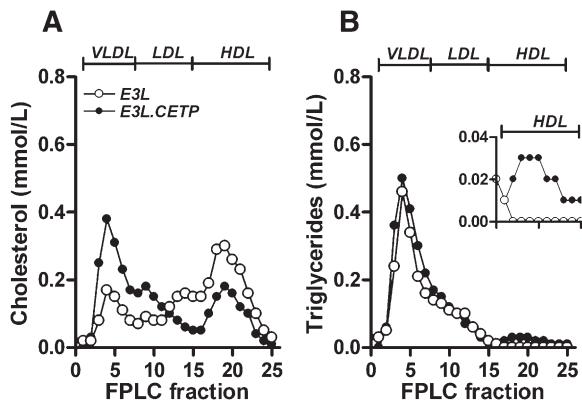 A
VLDL LDL HDL
Cholesterol (mmol/L)
0.8
0.6
0.4
0.2
0.0
E3L
E3L.CETP
0 5 10 15 20 25
FPLC fraction
B
VLDL LDL HDL
Triglycerides (mmol/L)
0.8
0.6
0.4
0.2
0.0
HDL
0.04
0.02
0.00
0 5 10 15 20 25
FPLC fraction